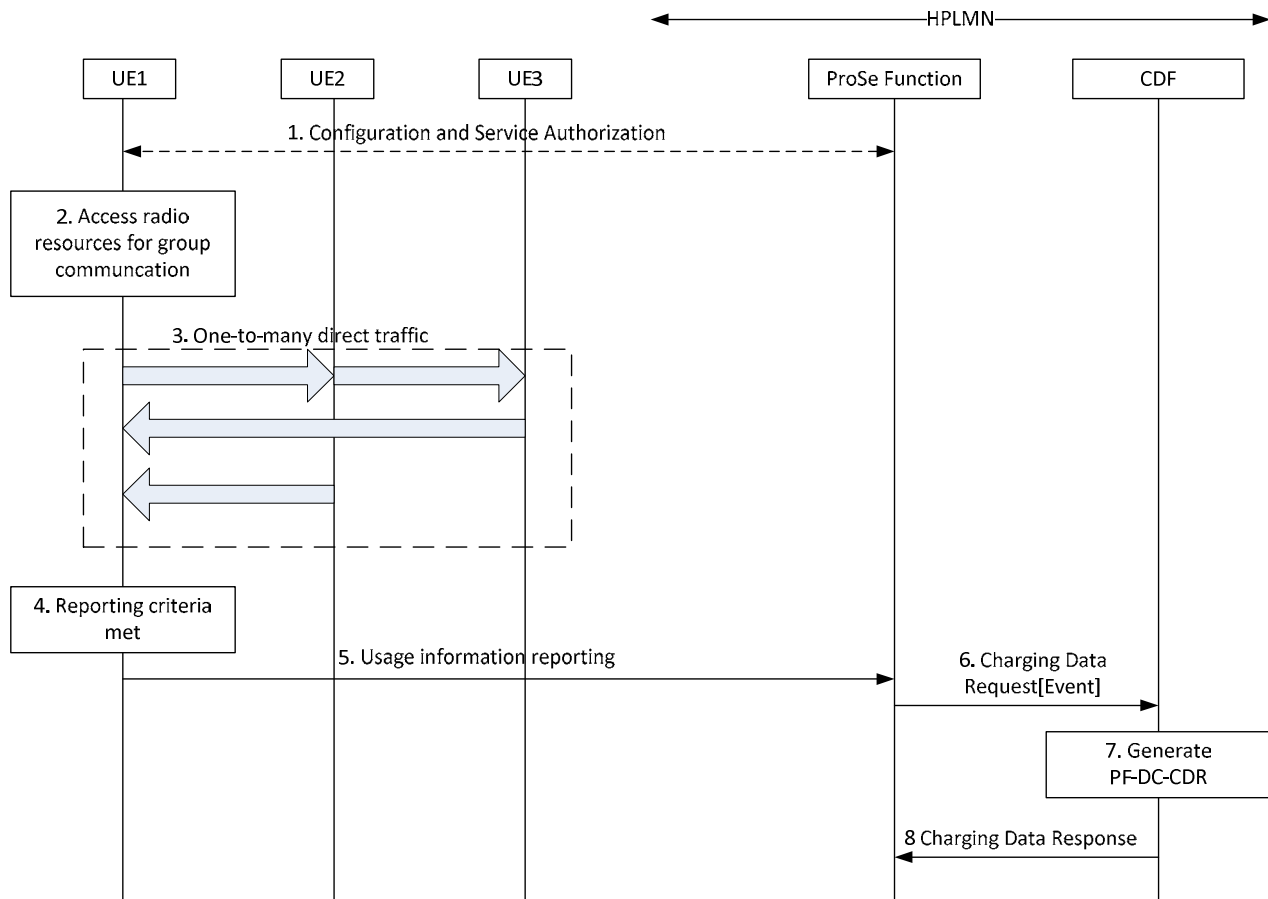 HPLMN
UE1
UE2
UE3
ProSe Function
CDF
1. Configuration and Service Authorization
2. Access radio
resources for group
communcation
3. One-to-many direct traffic
4. Reporting criteria
met
5. Usage information reporting
6. Charging Data
Request[Event]
7. Generate
PF-DC-CDR
8 Charging Data Response